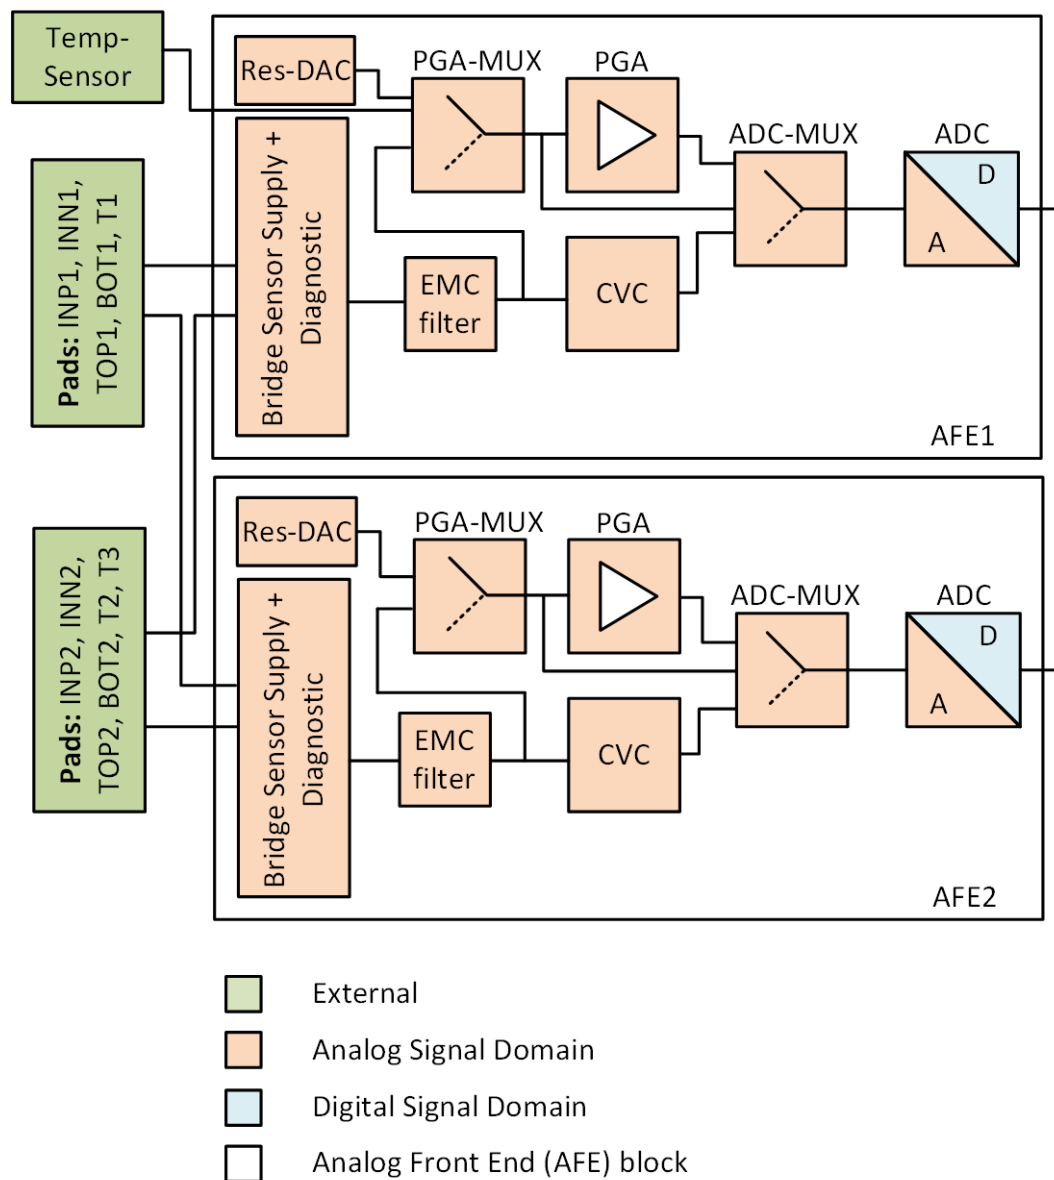 Temp-
Sensor
Pads: INP1, INN1,
TOP1, BOT1, T1
Pads: INP2, INN2,
TOP2, BOT2, T2, T3
Res-DAC
PGA-MUX
PGA
ADC-MUX
ADC
D
A
Bridge Sensor Supply +
Diagnostic
EMC
filter
CVC
AFE1
Res-DAC
PGA-MUX
PGA
ADC-MUX
ADC
D
A
Bridge Sensor Supply +
Diagnostic
EMC
filter
CVC
AFE2
External
Analog Signal Domain
Digital Signal Domain
Analog Front End (AFE) block